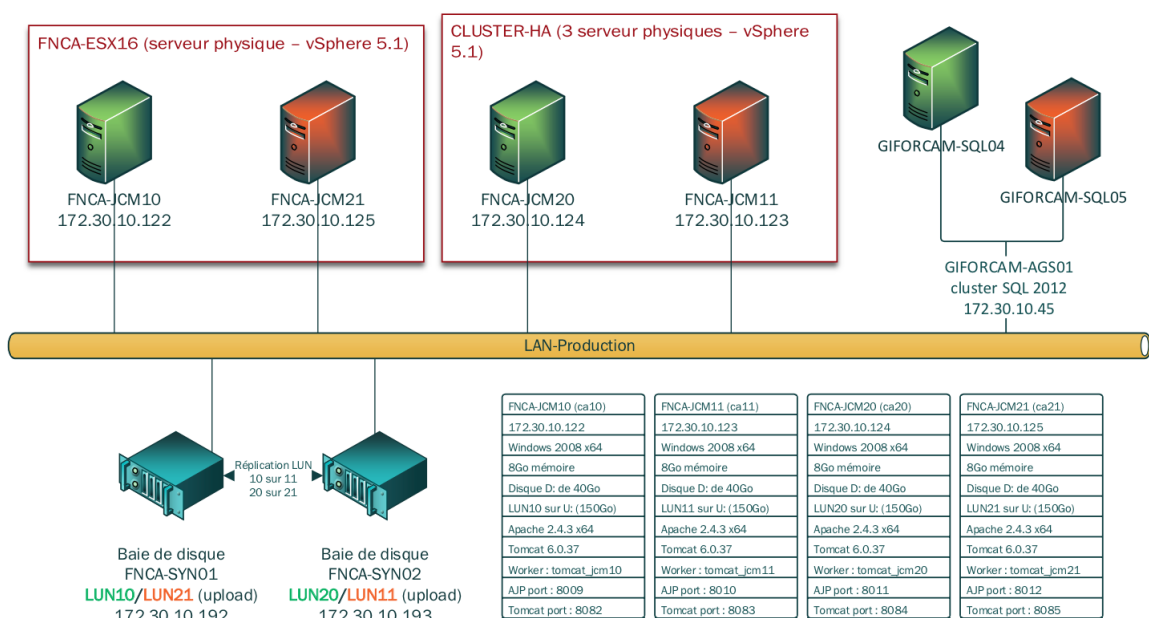 FNCA-ESX16 (serveur physique – vSphere 5.1)
FNCA-JCM10
172.30.10.122
FNCA-JCM21
172.30.10.125
CLUSTER-HA (3 serveur physiques – vSphere
5.1)
FNCA-JCM20
172.30.10.124
FNCA-JCM11
172.30.10.123
GIFORCAM-SQL04
GIFORCAM-SQL05
GIFORCAM-AGS01
cluster SQL 2012
172.30.10.45
LAN-Production
Réplication LUN
10 sur 11
20 sur 21
Baie de disque
FNCA-SYN01
LUN10/LUN21 (upload)
172.30.10.192
Baie de disque
FNCA-SYN02
LUN20/LUN11 (upload)
172.30.10.193
FNCA-JCM10 (ca10)
172.30.10.122
Windows 2008 x64
8Go mémoire
Disque D: de 40Go
LUN10 sur U: (150Go)
Apache 2.4.3 x64
Tomcat 6.0.37
Worker : tomcat_jcm10
AJP port : 8009
Tomcat port : 8082
FNCA-JCM11 (ca11)
172.30.10.123
Windows 2008 x64
8Go mémoire
Disque D: de 40Go
LUN11 sur U: (150Go)
Apache 2.4.3 x64
Tomcat 6.0.37
Worker : tomcat_jcm11
AJP port : 8010
Tomcat port : 8083
FNCA-JCM20 (ca20)
172.30.10.124
Windows 2008 x64
8Go mémoire
Disque D: de 40Go
LUN20 sur U: (150Go)
Apache 2.4.3 x64
Tomcat 6.0.37
Worker : tomcat_jcm20
AJP port : 8011
Tomcat port : 8084
FNCA-JCM21 (ca21)
172.30.10.125
Windows 2008 x64
8Go mémoire
Disque D: de 40Go
LUN21 sur U: (150Go)
Apache 2.4.3 x64
Tomcat 6.0.37
Worker : tomcat_jcm21
AJP port : 8012
Tomcat port : 8085